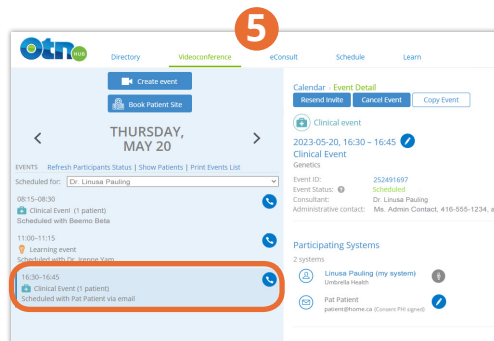 5
Otn HUB
Directory Videoconference eConsult Schedule Learn
Create event
Book Patient Site
THURSDAY,
MAY 20
EVENTS Refresh Participants Status | Show Patients | Print Events List
Scheduled for: Dr. Linusa Pauling
08:15–08:30
Clinical Event (1 patient)
Scheduled with Beemo Beta
11:00–11:15
Learning event
Scheduled with Dr. Irenne Yam
16:30–16:45
Clinical Event (1 patient)
Scheduled with Pat Patient via email
Calendar - Event Detail
Resend Invite Cancel Event Copy Event
Clinical event
2023-05-20, 16:30 – 16:45
Clinical Event
Genetics
Event ID: 252491697
Event Status: Scheduled
Consultant: Dr. Linusa Pauling
Administrative contact: Ms. Admin Contact, 416-555-1234, a
Participating Systems
2 systems
Linusa Pauling (my system)
Umbrella Health
Pat Patient
patient@home.ca (Consent PHI signed)